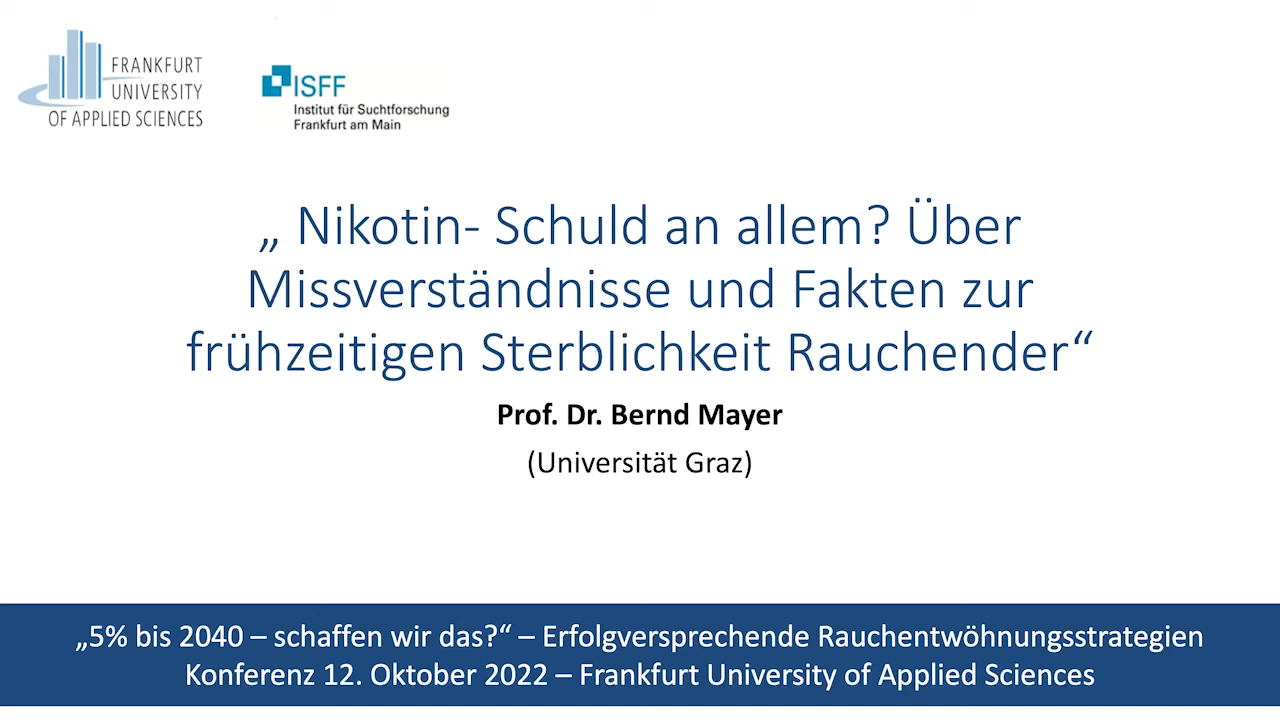 FRANKFURT
UNIVERSITY
OF APPLIED SCIENCES
ISFF
Institut für Suchtforschung
Frankfurt am Main
„ Nikotin- Schuld an allem? Über
Missverständnisse und Fakten zur
frühzeitigen Sterblichkeit Rauchender“
Prof. Dr. Bernd Mayer
(Universität Graz)
„5% bis 2040 – schaffen wir das?“ – Erfolgversprechende Rauchentwöhnungsstrategien
Konferenz 12. Oktober 2022 – Frankfurt University of Applied Sciences